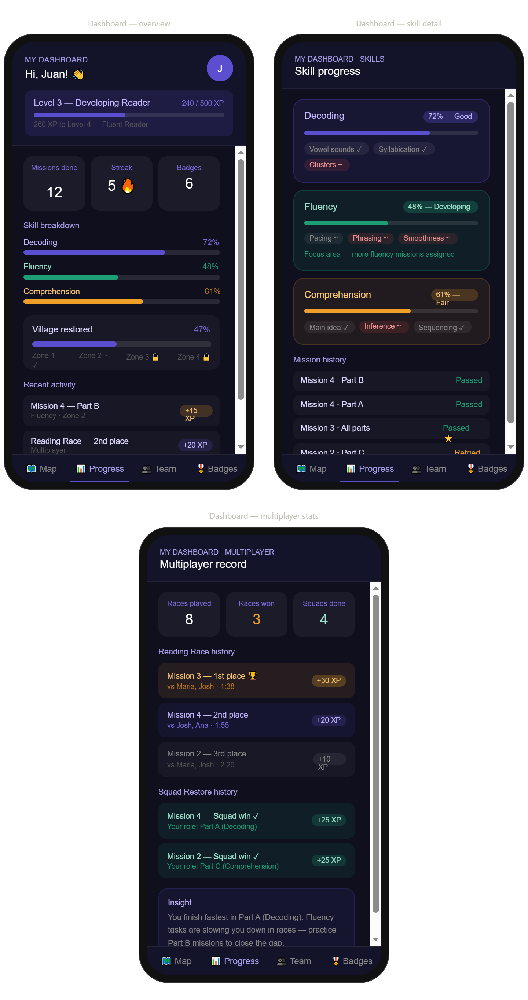 Dashboard — overview
MY DASHBOARD
Hi, Juan! 👋
J
Level 3 — Developing Reader
240 / 500 XP
260 XP to Level 4 — Fluent Reader
Missions done
12
Streak
5 🔥
Badges
6
Skill breakdown
Decoding
72%
Fluency
48%
Comprehension
61%
Village restored
47%
Zone 1
✓
Zone 2 ~
Zone 3 🔒
Zone 4 🔒
Recent activity
Mission 4 — Part B
Fluency · Zone 2
+15
XP
Reading Race — 2nd place
Multiplayer
+20 XP
Map
Progress
Team
Badges
Dashboard — skill detail
MY DASHBOARD · SKILLS
Skill progress
Decoding
72% — Good
Vowel sounds ✓
Syllabication ✓
Clusters ~
Fluency
48% — Developing
Pacing ~
Phrasing ~
Smoothness ~
Focus area — more fluency missions assigned
Comprehension
61% —
Fair
Main idea ✓
Inference ~
Sequencing ✓
Mission history
Mission 4 · Part B
Passed
Mission 4 · Part A
Passed
Mission 3 · All parts
Passed
⭐
Mission 2 · Part C
Retried
Map
Progress
Team
Badges
Dashboard — multiplayer stats
MY DASHBOARD · MULTIPLAYER
Multiplayer record
Races played
8
Races won
3
Squads done
4
Reading Race history
Mission 3 — 1st place 🏆
vs Maria, Josh · 1:38
+30 XP
Mission 4 — 2nd place
vs Josh, Ana · 1:55
+20 XP
Mission 2 — 3rd place
vs Maria, Josh · 2:20
+10
XP
Squad Restore history
Mission 4 — Squad win ✓
Your role: Part A (Decoding)
+25 XP
Mission 2 — Squad win ✓
Your role: Part C (Comprehension)
+25 XP
Insight
You finish fastest in Part A (Decoding). Fluency
tasks are slowing you down in races — practice
Part B missions to close the gap.
Map
Progress
Team
Badges